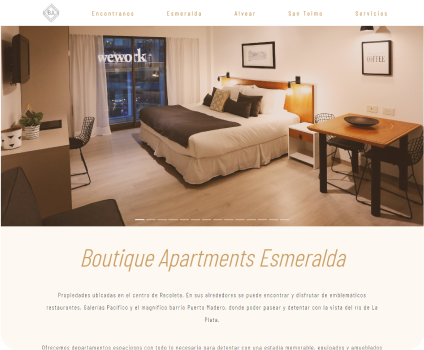 BA
Encontranos Esmeralda Alvear San Telmo Servicios
wework
Boutique Apartments Esmeralda
Propiedades ubicadas en el centro de Recoleta. En sus alrededores se puede encontrar y disfrutar de emblemáticos
restaurantes, Galerías Pacífico y el magnífico barrio Puerto Madero, donde poder pasear y deleitar con la vista del río de La
Plata.
Ofrecemos departamentos espaciosos con todo lo necesario para deleitar con una estadía memorable, equipados y amueblados